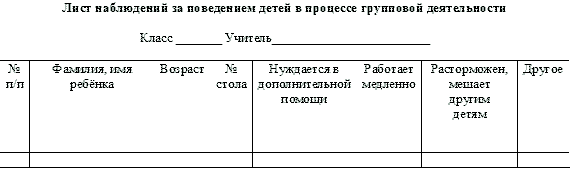 Лист наблюдений за поведением детей в процессе групповой деятельности
Класс _______ Учитель________________________
№ п/п
Фамилия, имя ребёнка
Возраст
№ стола
Нуждается в дополнительной помощи
Работает медленно
Расторможен, мешает другим детям
Другое